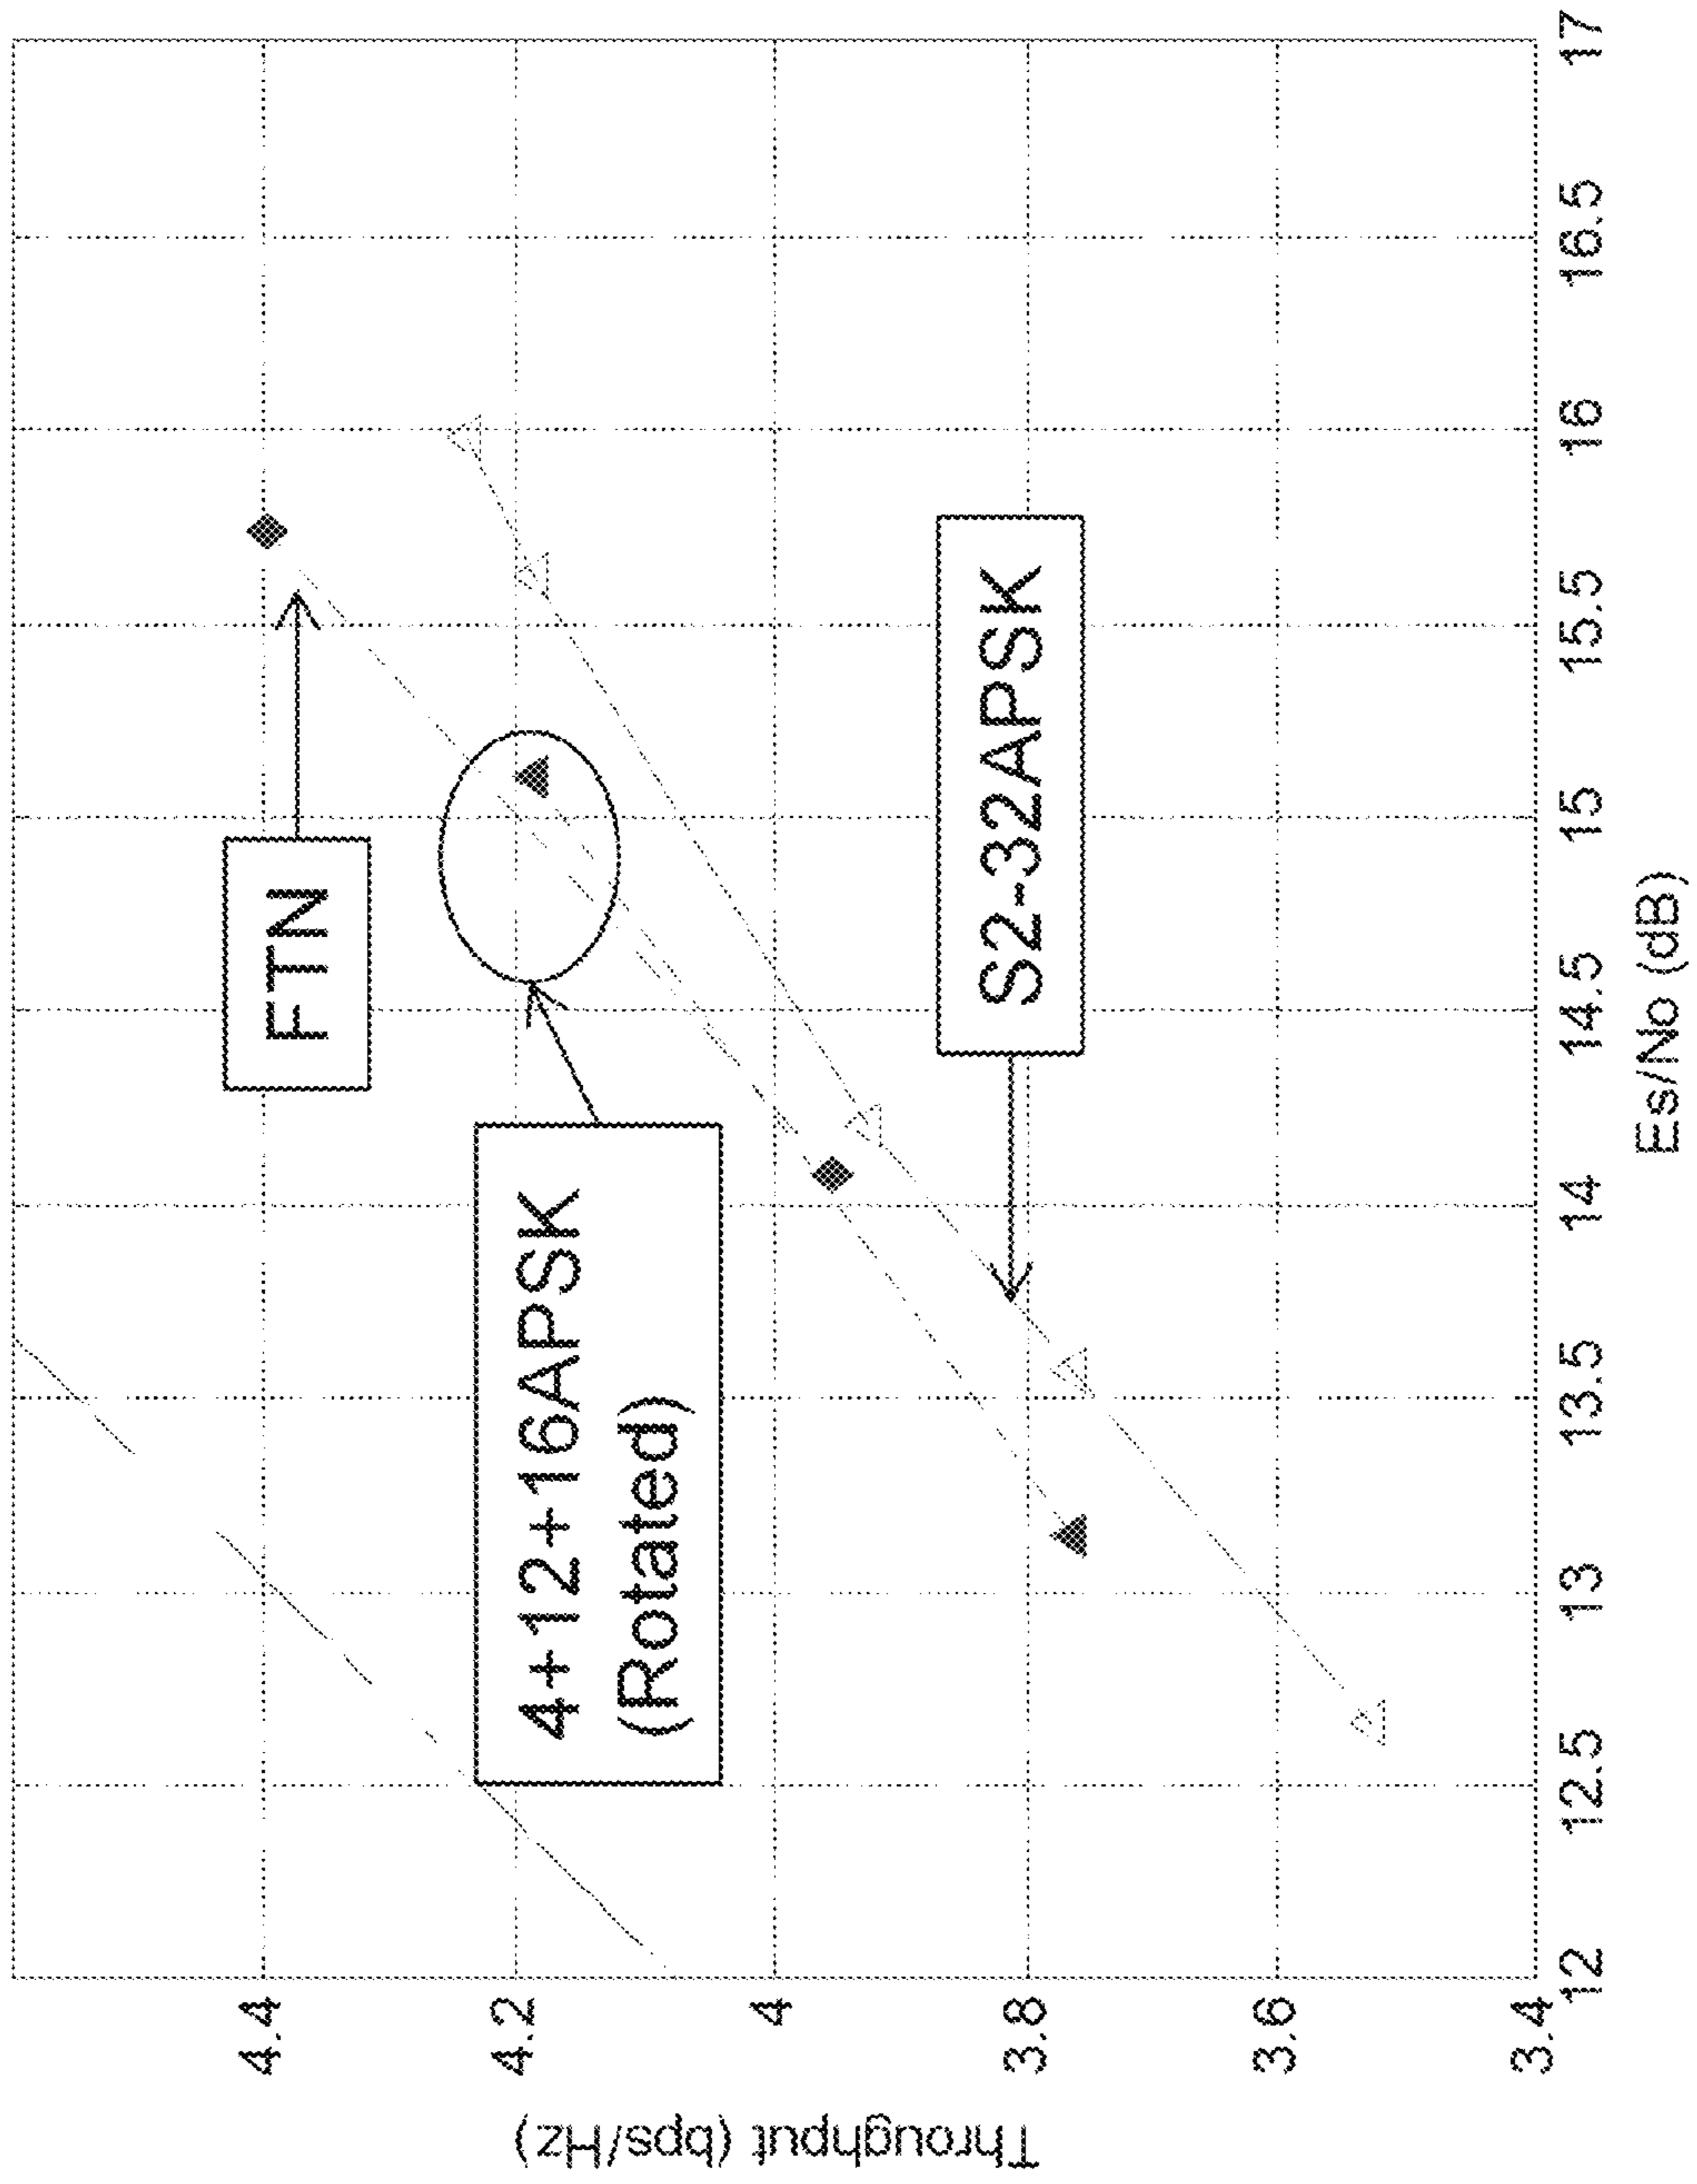 Throughput (bps/Hz)
4.4
4.2
4
3.8
3.6
3.4
FTN
4+12+16APSK
(Rotated)
S2-32APSK
12
12.5
13
13.5
14
14.5
15
15.5
16
16.5
17
Es/No (dB)